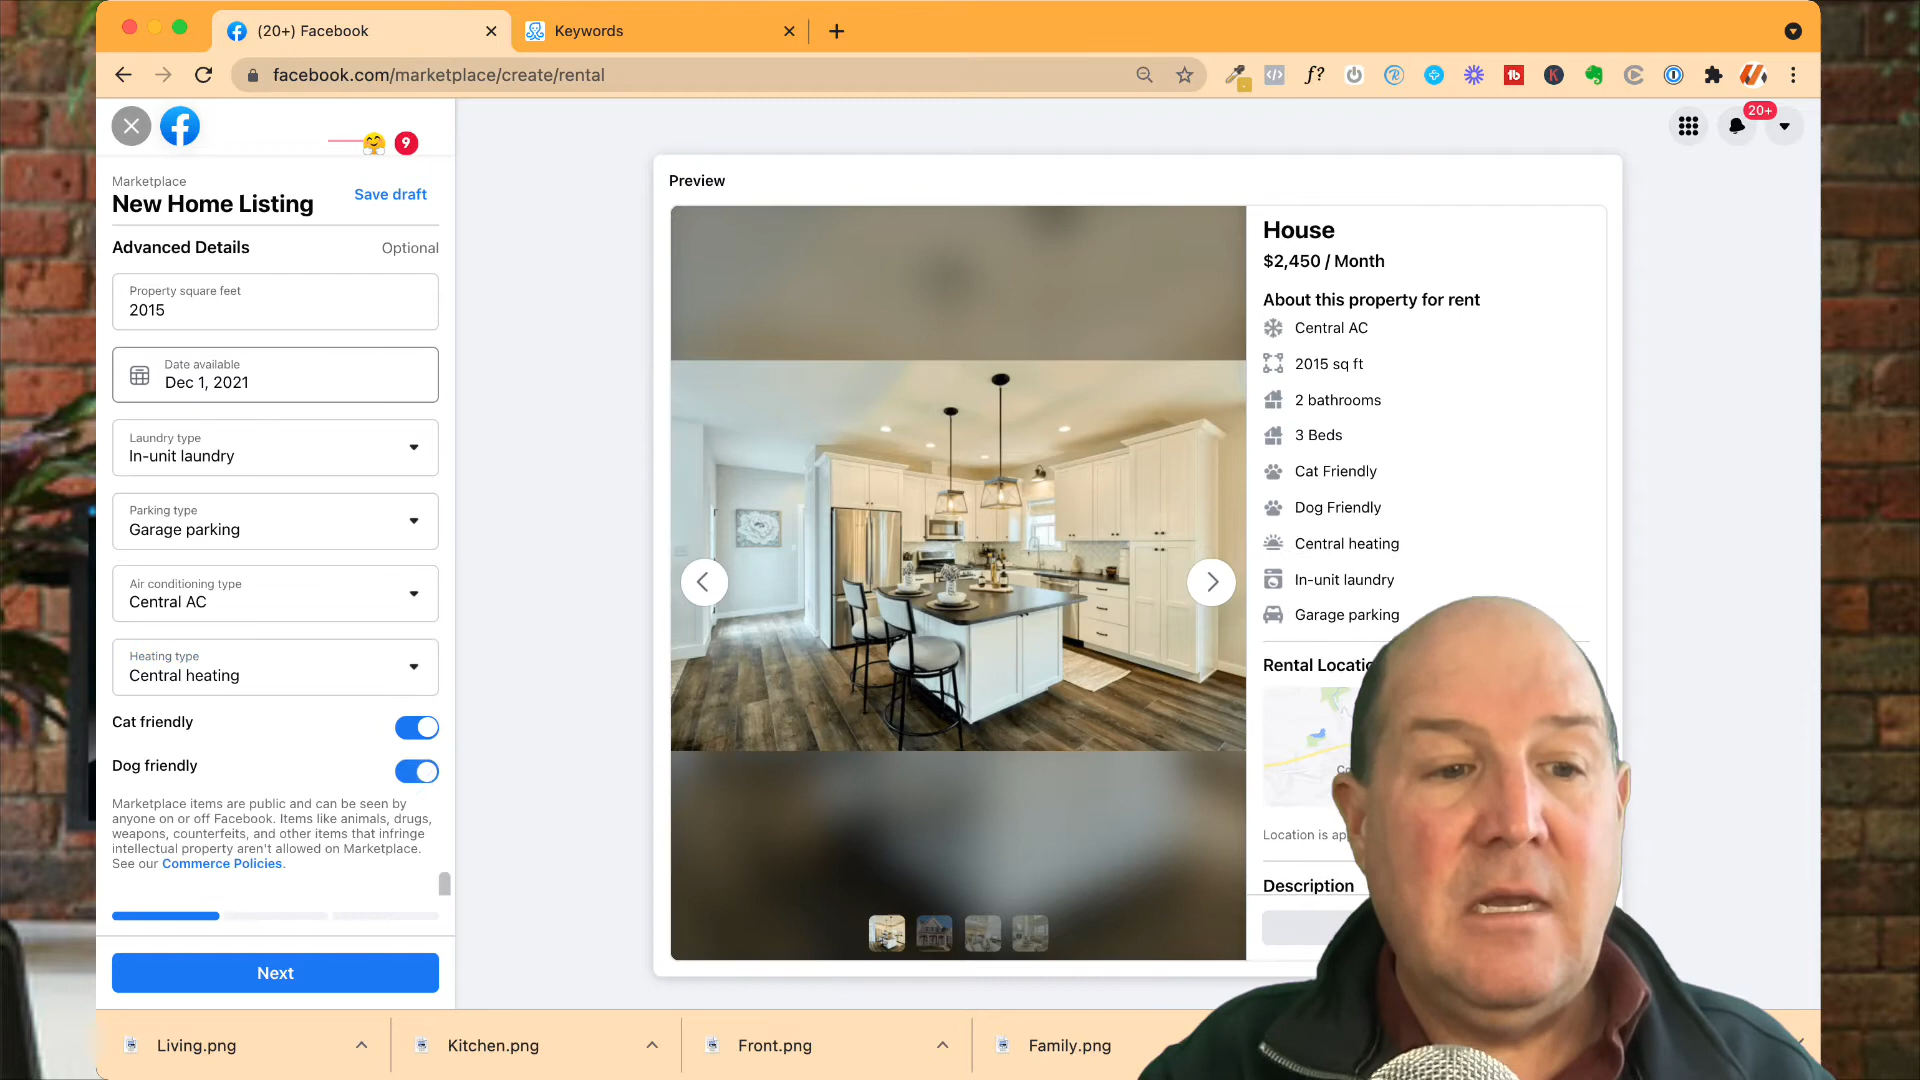 (20+) Facebook
Keywords
facebook.com/marketplace/create/rental
f?
20+
9
Marketplace
New Home Listing
Save draft
Advanced Details
Optional
Property square feet
2015
Date available
Dec 1, 2021
Laundry type
In-unit laundry
Parking type
Garage parking
Air conditioning type
Central AC
Heating type
Central heating
Cat friendly
Dog friendly
Marketplace items are public and can be seen by
anyone on or off Facebook. Items like animals, drugs,
weapons, counterfeits, and other items that infringe
intellectual property aren't allowed on Marketplace.
See our Commerce Policies.
Next
Preview
House
$2,450 / Month
About this property for rent
Central AC
2015 sq ft
2 bathrooms
3 Beds
Cat Friendly
Dog Friendly
Central heating
In-unit laundry
Garage parking
Rental Locatio
Co
Location is ap
Description
Living.png
Kitchen.png
Front.png
Family.png